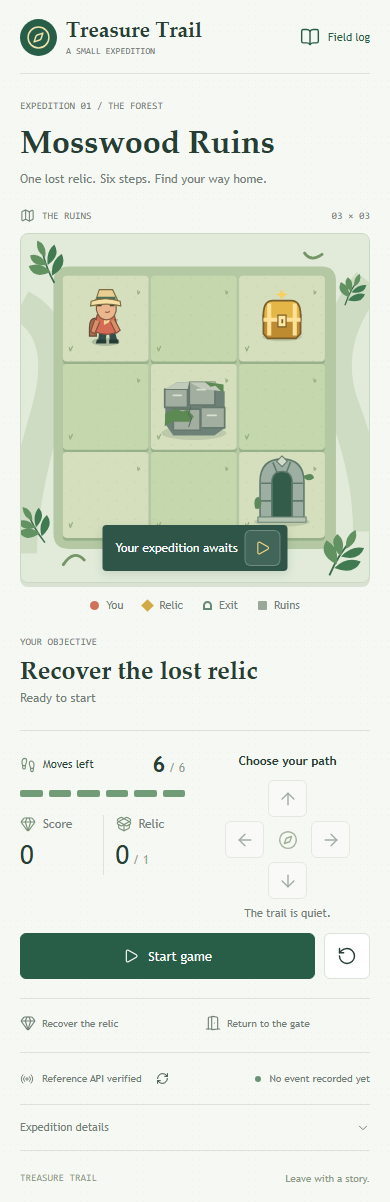 Treasure Trail
A SMALL EXPEDITION
Field log
EXPEDITION 01 / THE FOREST
Mosswood Ruins
One lost relic. Six steps. Find your way home.
THE RUINS
03 × 03
Your expedition awaits
You
Relic
Exit
Ruins
YOUR OBJECTIVE
Recover the lost relic
Ready to start
Moves left
6 / 6
Score
0
Relic
0 / 1
Choose your path
The trail is quiet.
Start game
Recover the relic
Return to the gate
Reference API verified
No event recorded yet
Expedition details
TREASURE TRAIL
Leave with a story.